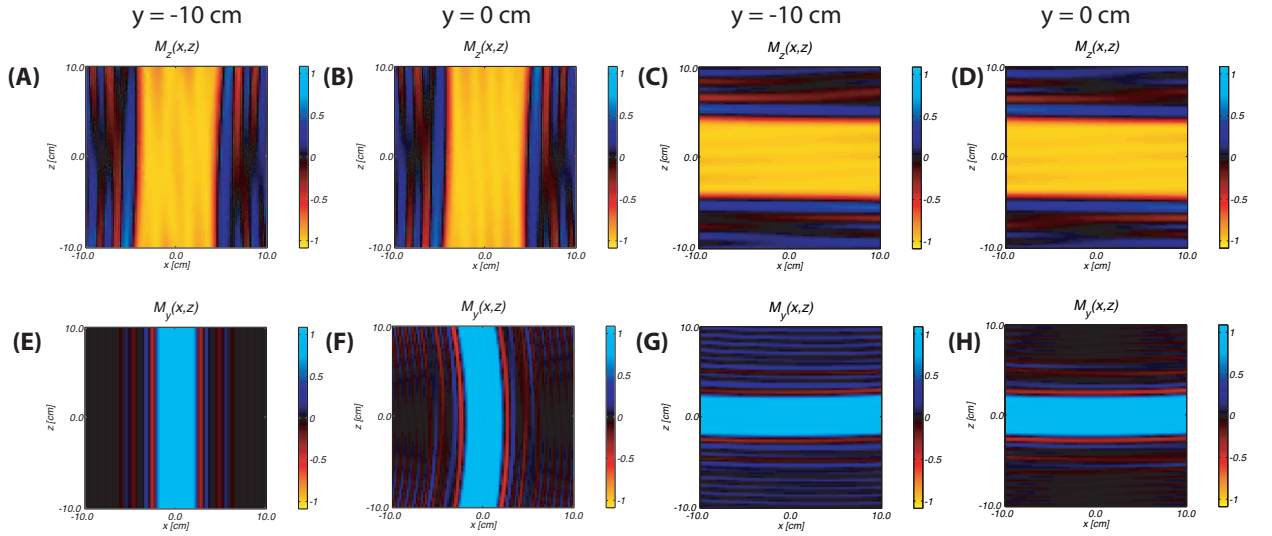 y = -10 cm
y = 0 cm
y = -10 cm
y = 0 cm
(A)
(B)
(C)
(D)
M_z(x,z)
M_z(x,z)
M_z(x,z)
M_z(x,z)
10.0
0.0
-10.0
z [cm]
-10.0 0.0 10.0
x [cm]
1
0.5
0
-0.5
-1
10.0
0.0
-10.0
z [cm]
-10.0 0.0 10.0
x [cm]
1
0.5
0
-0.5
-1
10.0
0.0
-10.0
z [cm]
-10.0 0.0 10.0
x [cm]
1
0.5
0
-0.5
-1
10.0
0.0
-10.0
z [cm]
-10.0 0.0 10.0
x [cm]
1
0.5
0
-0.5
-1
(E)
(F)
(G)
(H)
M_y(x,z)
M_y(x,z)
M_y(x,z)
M_y(x,z)
10.0
0.0
-10.0
z [cm]
-10.0 0.0 10.0
x [cm]
1
0.5
0
-0.5
-1
10.0
0.0
-10.0
z [cm]
-10.0 0.0 10.0
x [cm]
1
0.5
0
-0.5
-1
10.0
0.0
-10.0
z [cm]
-10.0 0.0 10.0
x [cm]
1
0.5
0
-0.5
-1
10.0
0.0
-10.0
z [cm]
-10.0 0.0 10.0
x [cm]
1
0.5
0
-0.5
-1